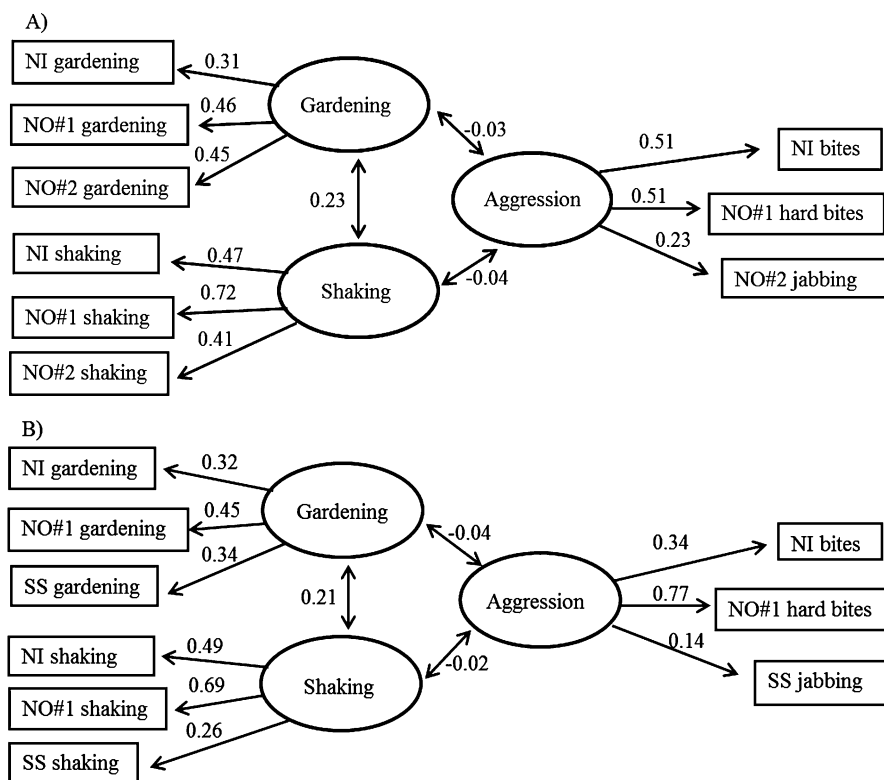 A)
NI gardening
0.31
NO#1 gardening
0.46
NO#2 gardening
0.45
Gardening
-0.03
0.23
Aggression
0.51
NI bites
0.51
NO#1 hard bites
0.23
NO#2 jabbing
NI shaking
0.47
NO#1 shaking
0.72
NO#2 shaking
0.41
Shaking
-0.04
B)
NI gardening
0.32
NO#1 gardening
0.45
SS gardening
0.34
Gardening
-0.04
0.21
Aggression
0.34
NI bites
0.77
NO#1 hard bites
0.14
SS jabbing
NI shaking
0.49
NO#1 shaking
0.69
SS shaking
0.26
Shaking
-0.02